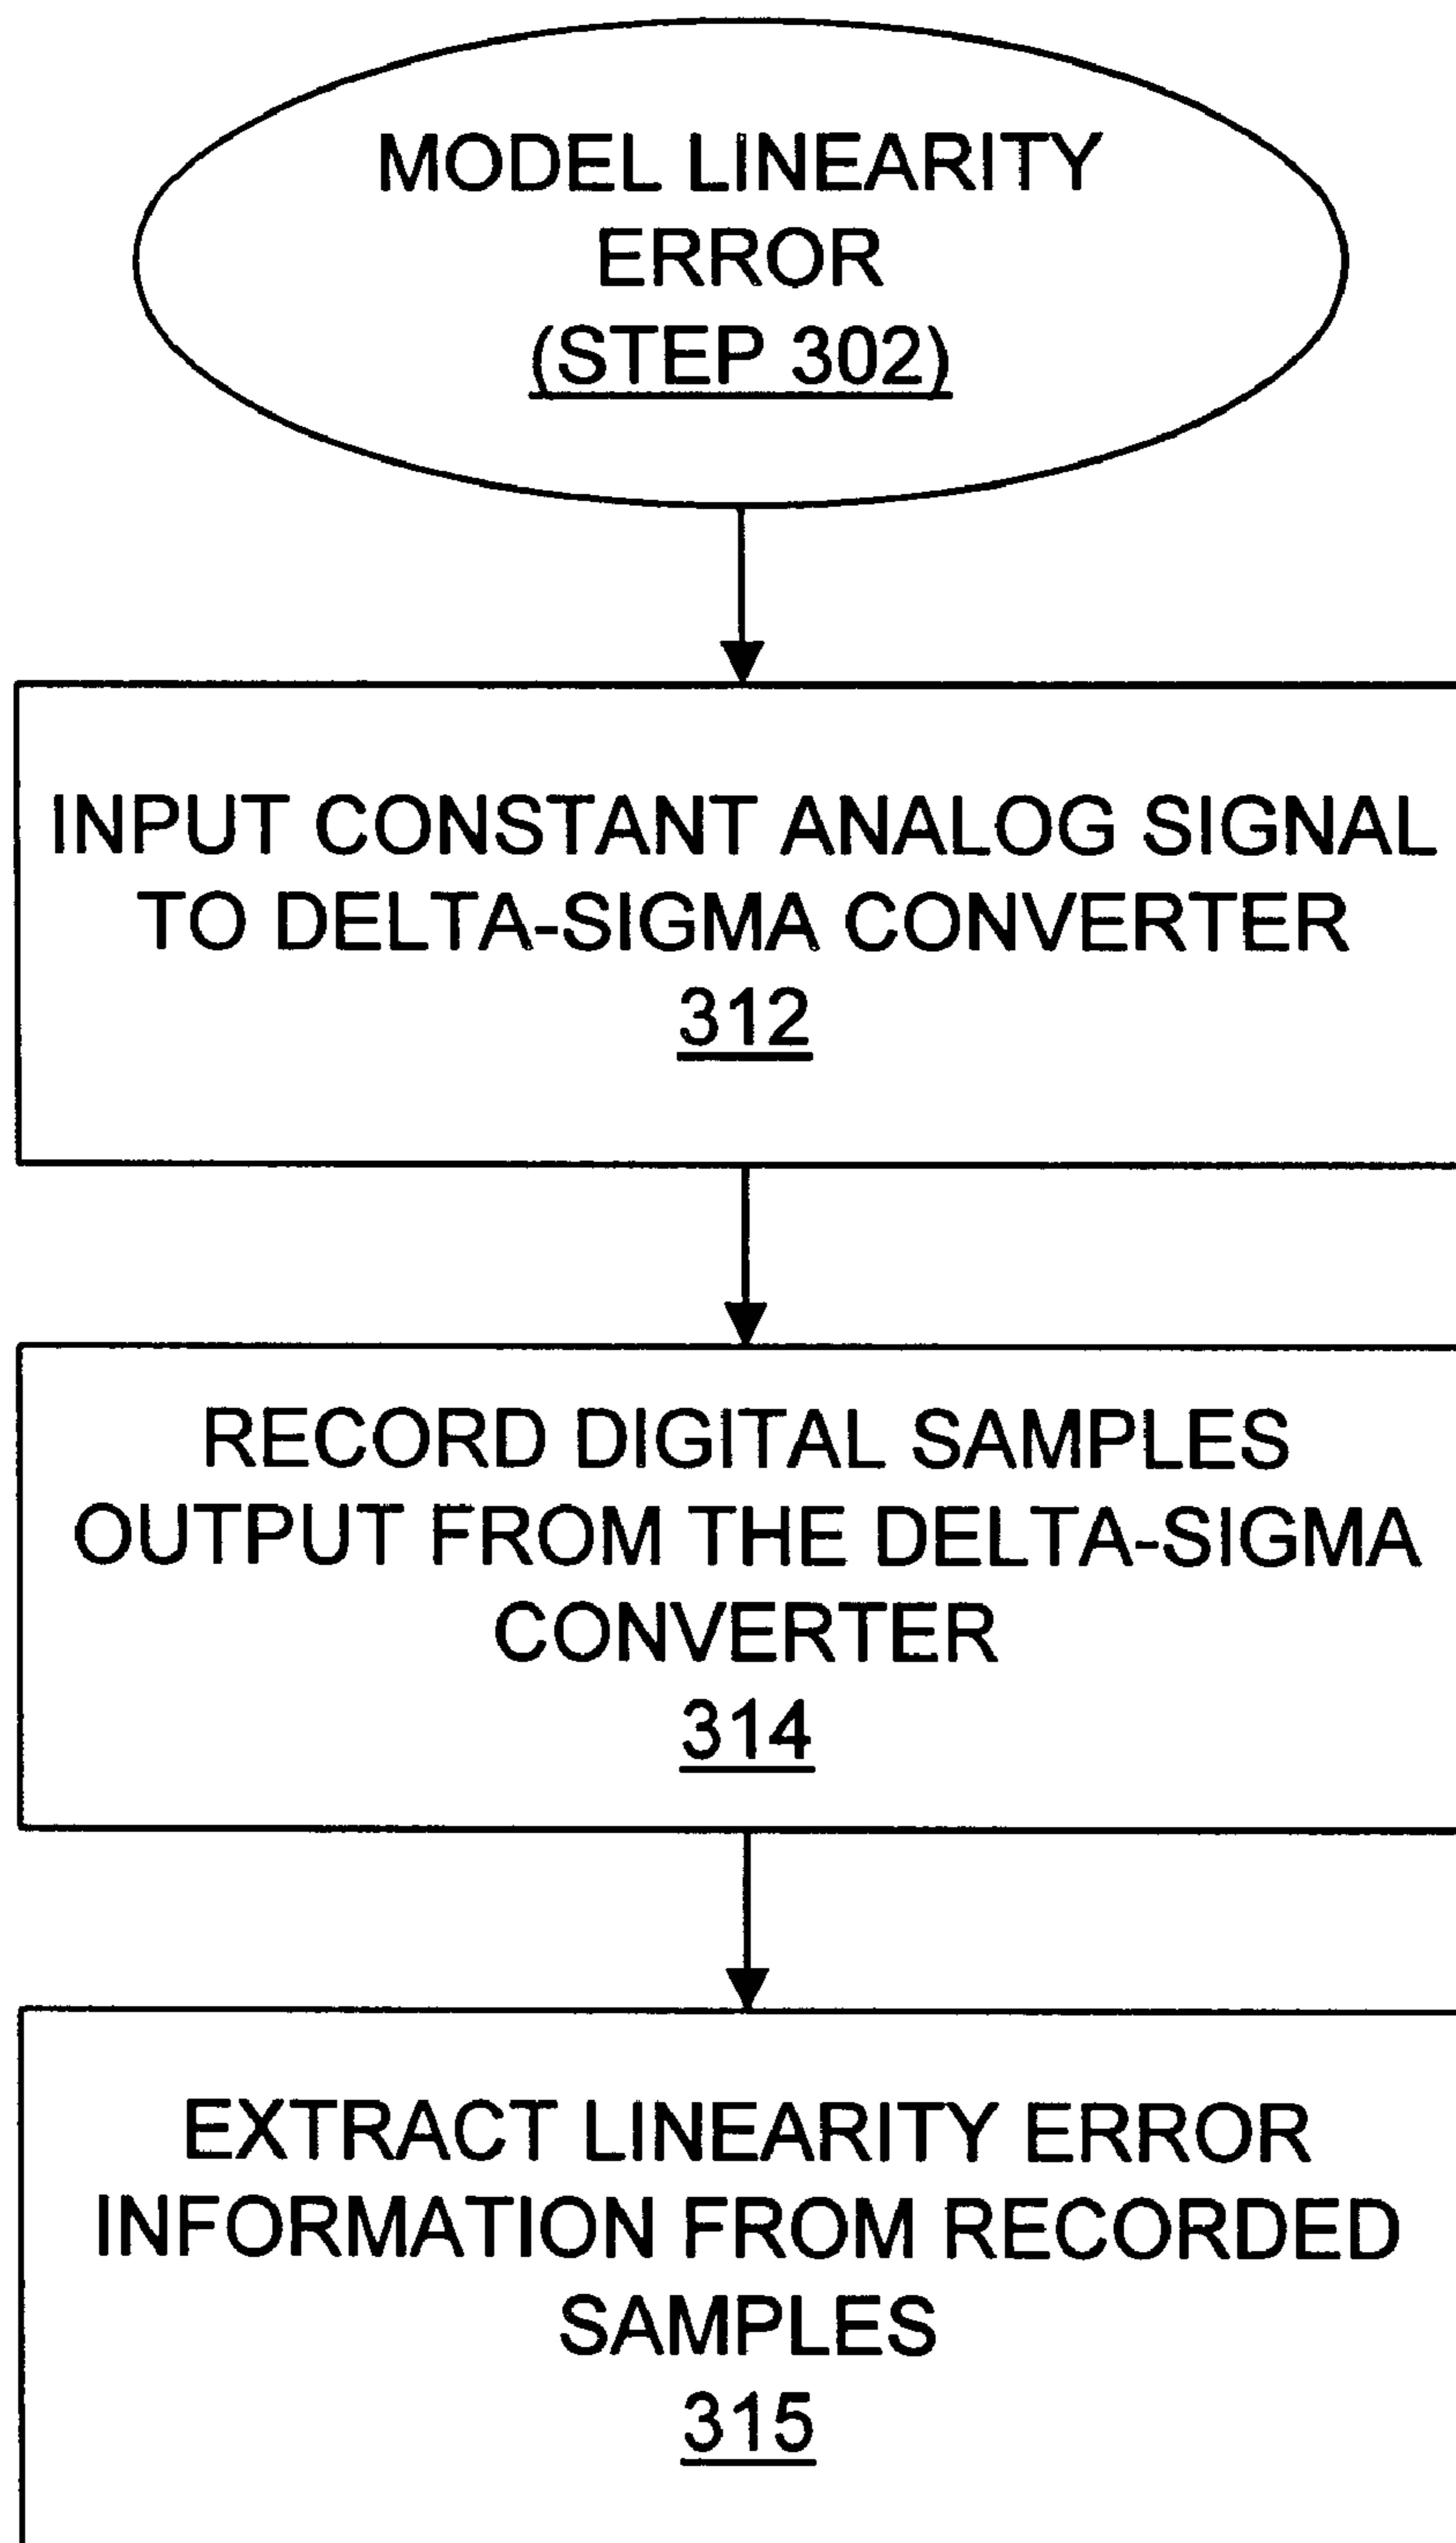 MODEL LINEARITY
ERROR
(STEP 302)
INPUT CONSTANT ANALOG SIGNAL
TO DELTA-SIGMA CONVERTER
312
RECORD DIGITAL SAMPLES
OUTPUT FROM THE DELTA-SIGMA
CONVERTER
314
EXTRACT LINEARITY ERROR
INFORMATION FROM RECORDED
SAMPLES
315